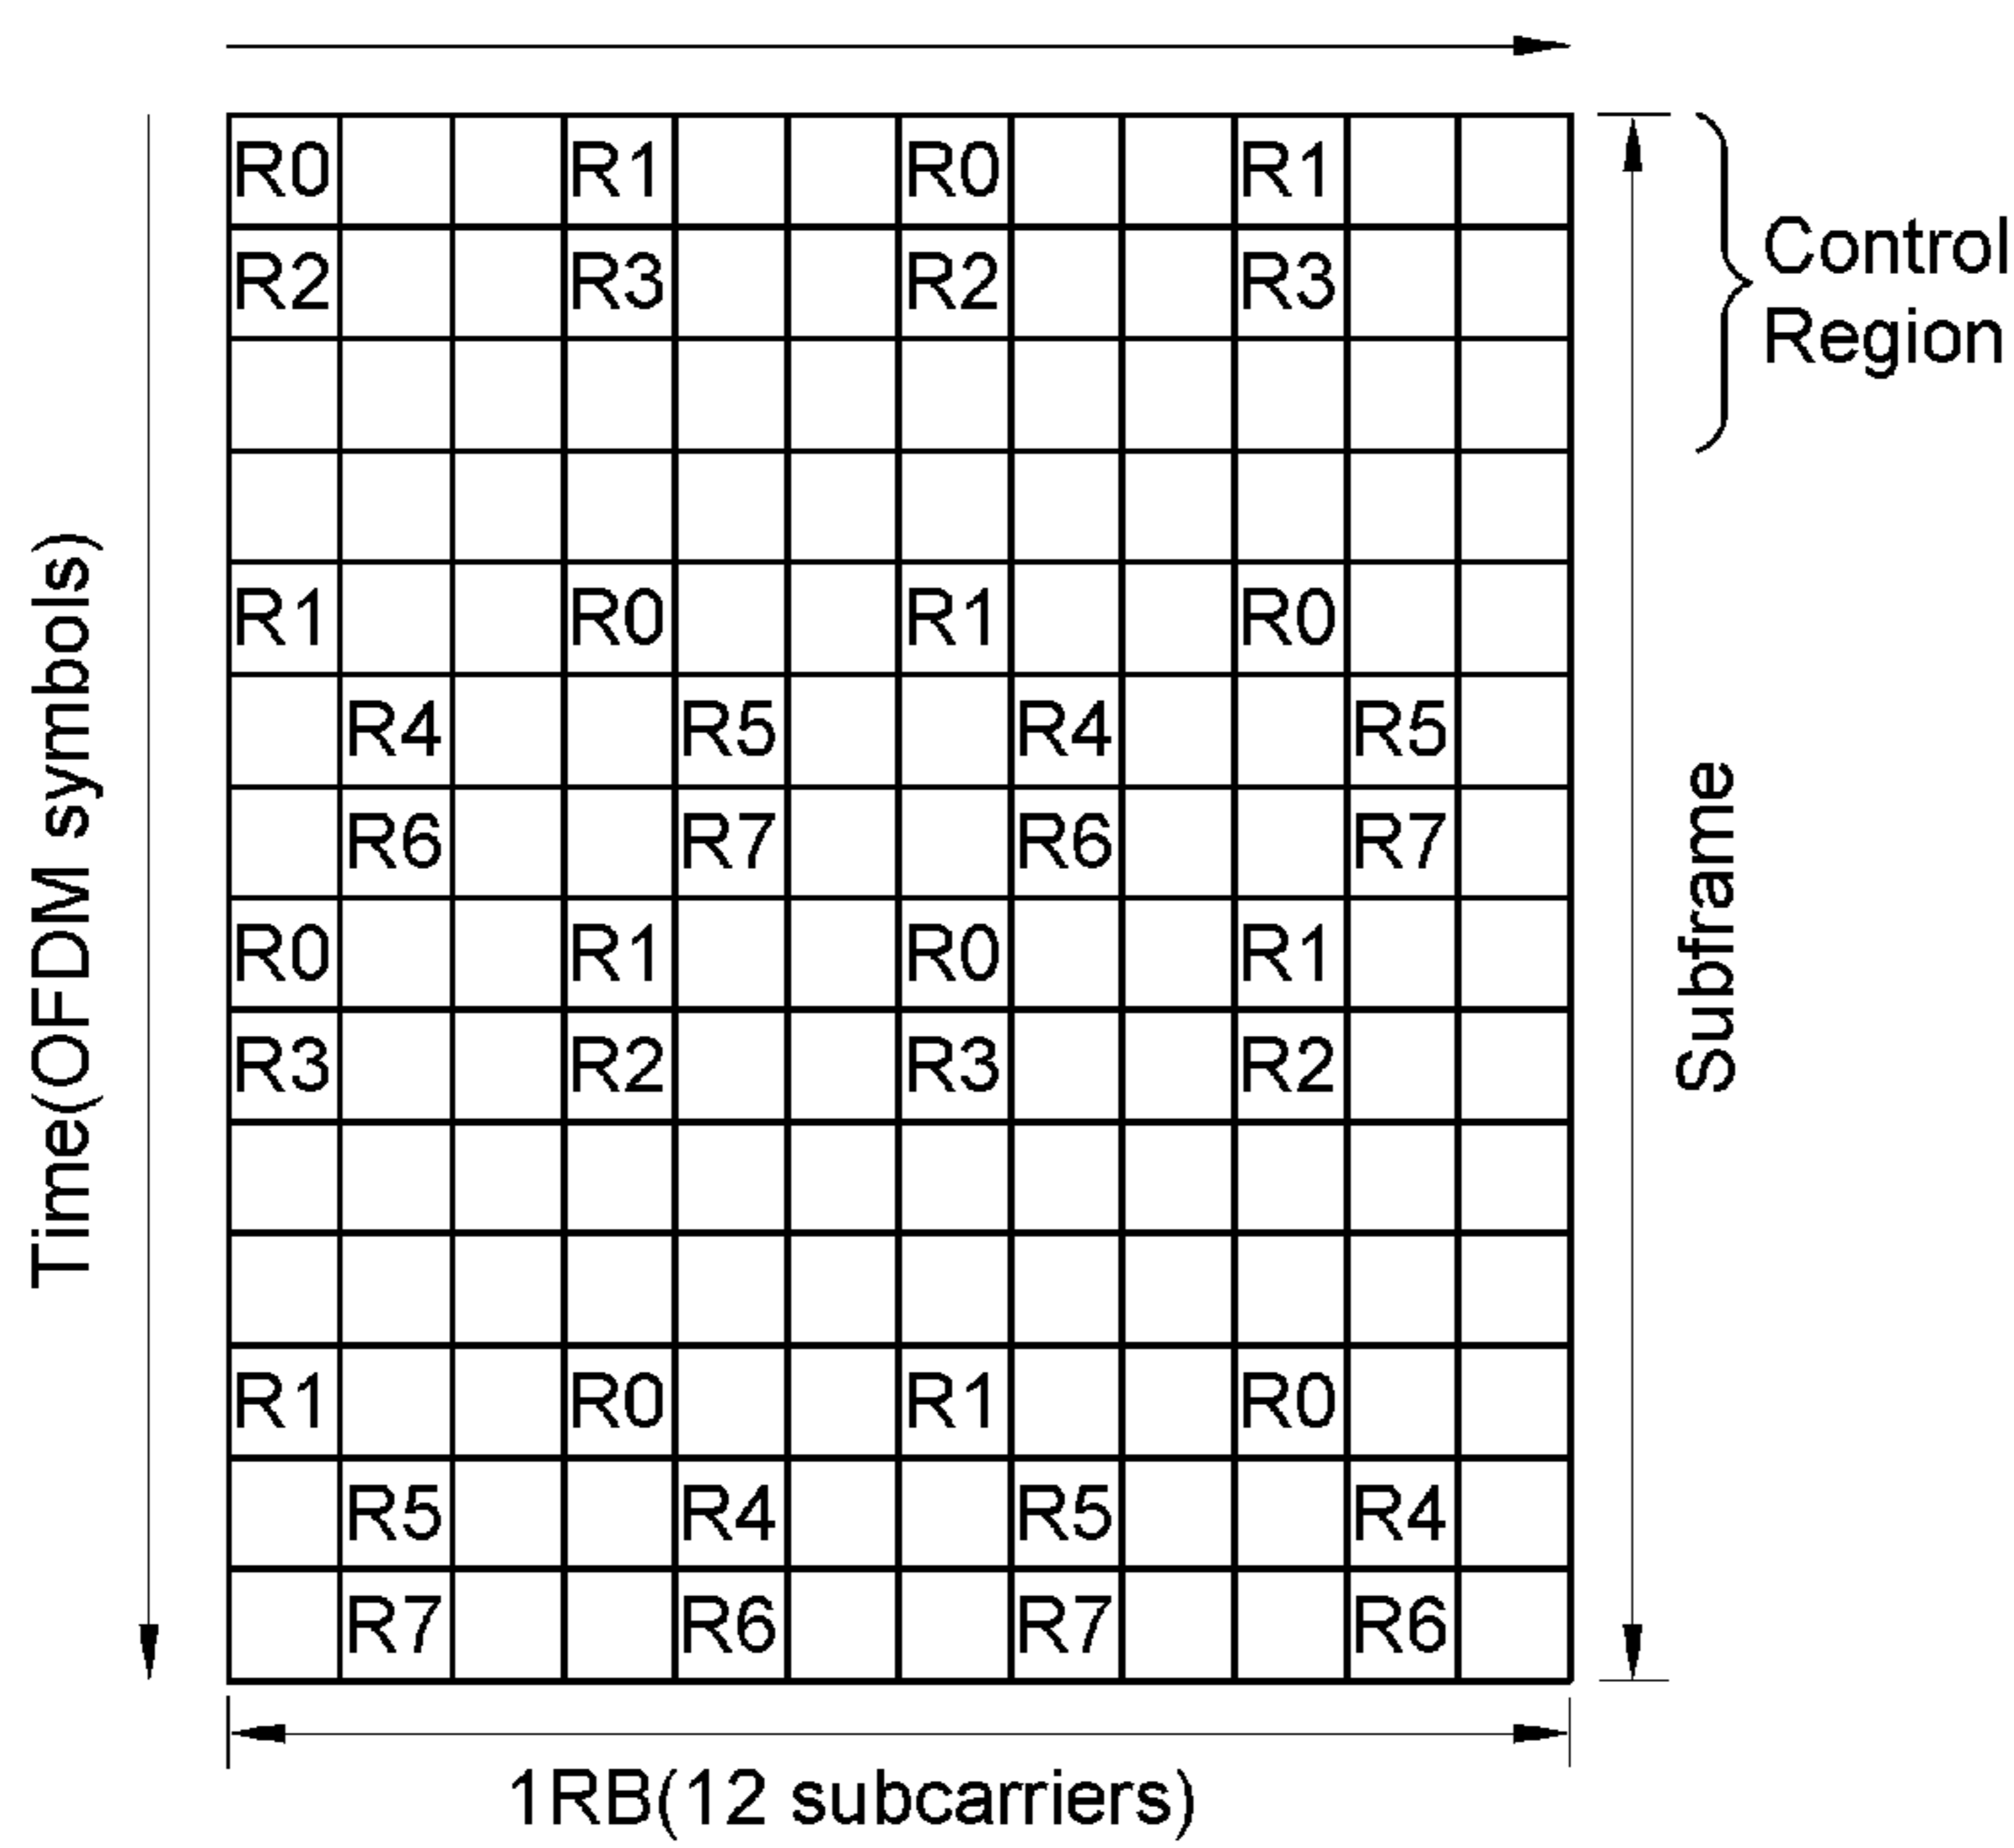 R0 R1 R0 R1
R2 R3 R2 R3
Control
Region
R1 R0 R1 R0
R4 R5 R4 R5
R6 R7 R6 R7
R0 R1 R0 R1
R3 R2 R3 R2
R1 R0 R1 R0
R5 R4 R5 R4
R7 R6 R7 R6
Time(OFDM symbols)
Subframe
1RB(12 subcarriers)